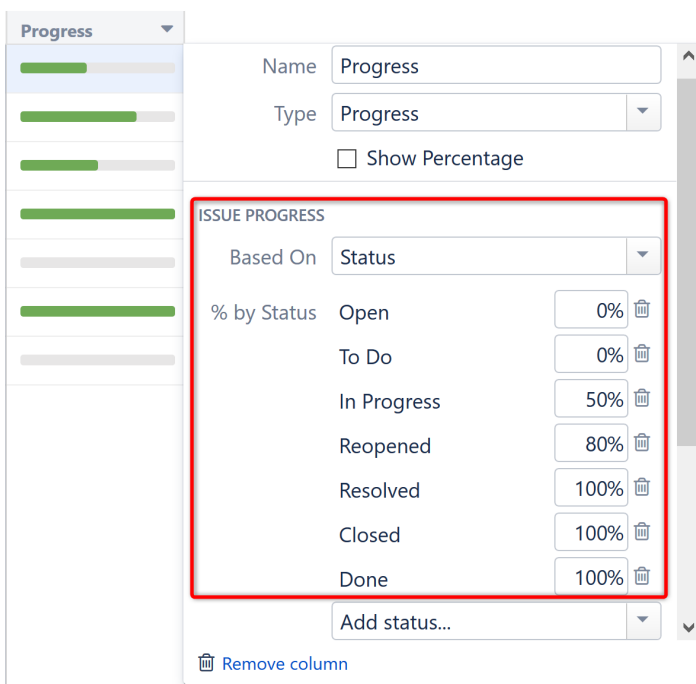 Progress
Name Progress
Type Progress
Show Percentage
ISSUE PROGRESS
Based On Status
% by Status Open 0%
To Do 0%
In Progress 50%
Reopened 80%
Resolved 100%
Closed 100%
Done 100%
Add status...
Remove column